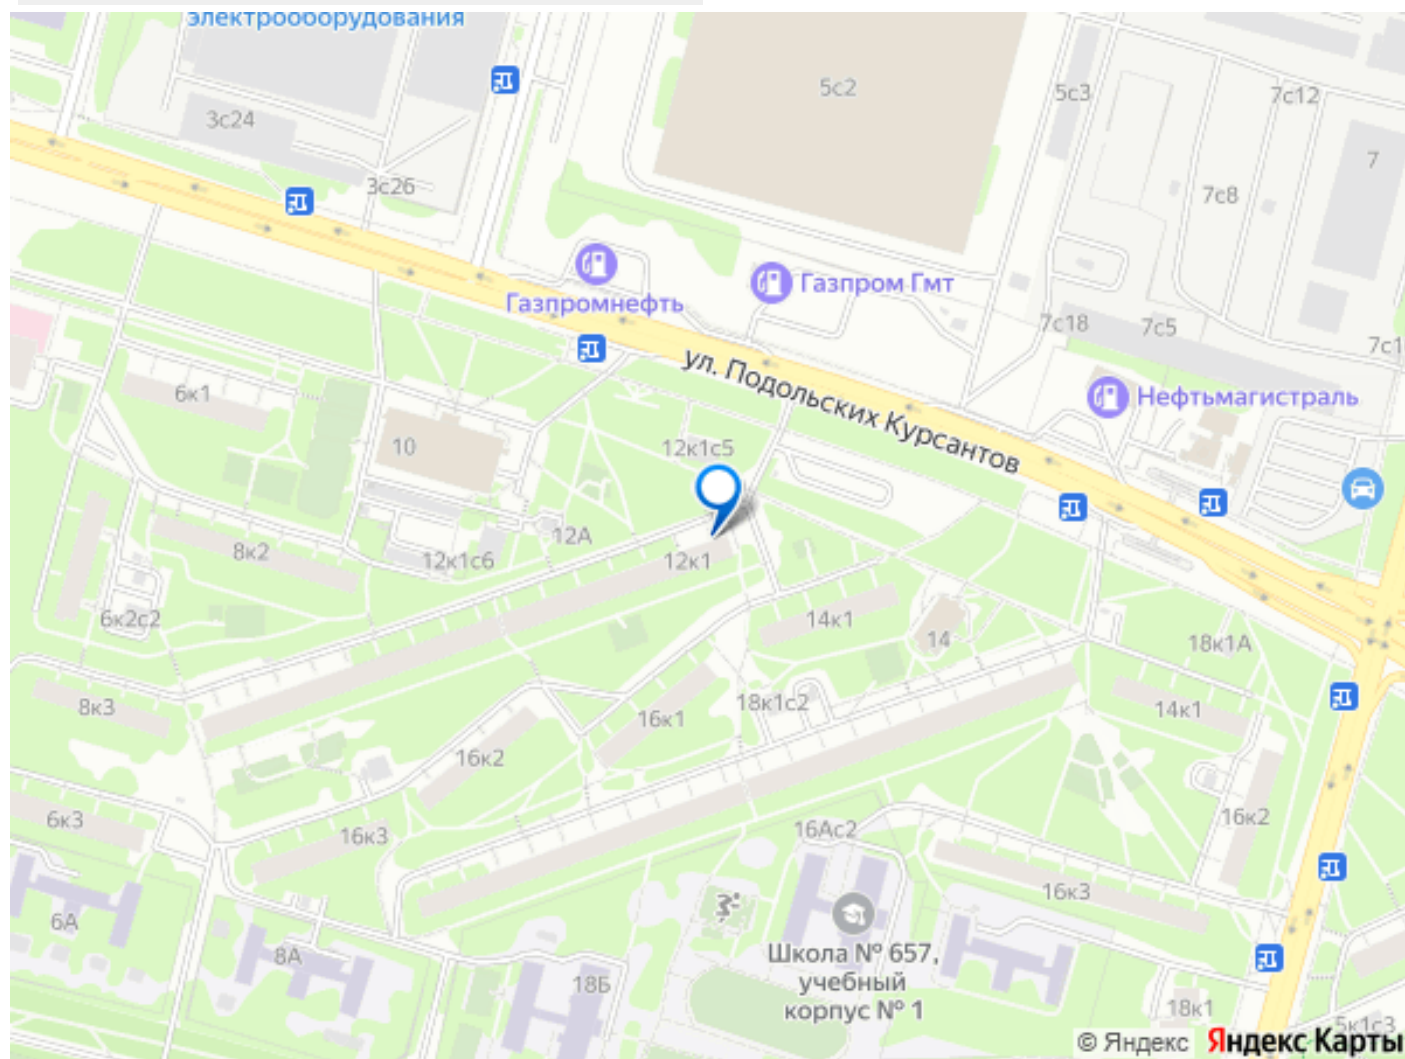 электрооборудования
5с2
5с3
7с12
3с24
7
3с26
7с8
Газпром Гмт
Газпромнефть
7с18
7с5
7с1
ул. Подольских Курсантов
6к1
Нефтьмагистраль
10
12к1с5
12А
8к2
12к1с6
12к1
6к2с2
14к1
14
18к1А
8к3
16к1
18к1с2
14к1
16к2
6к3
16к3
16Ас2
16к2
16к3
6А
8А
Школа № 657,
учебный
корпус № 1
18Б
18к1
5к1с3
© Яндекс Яндекс Карты